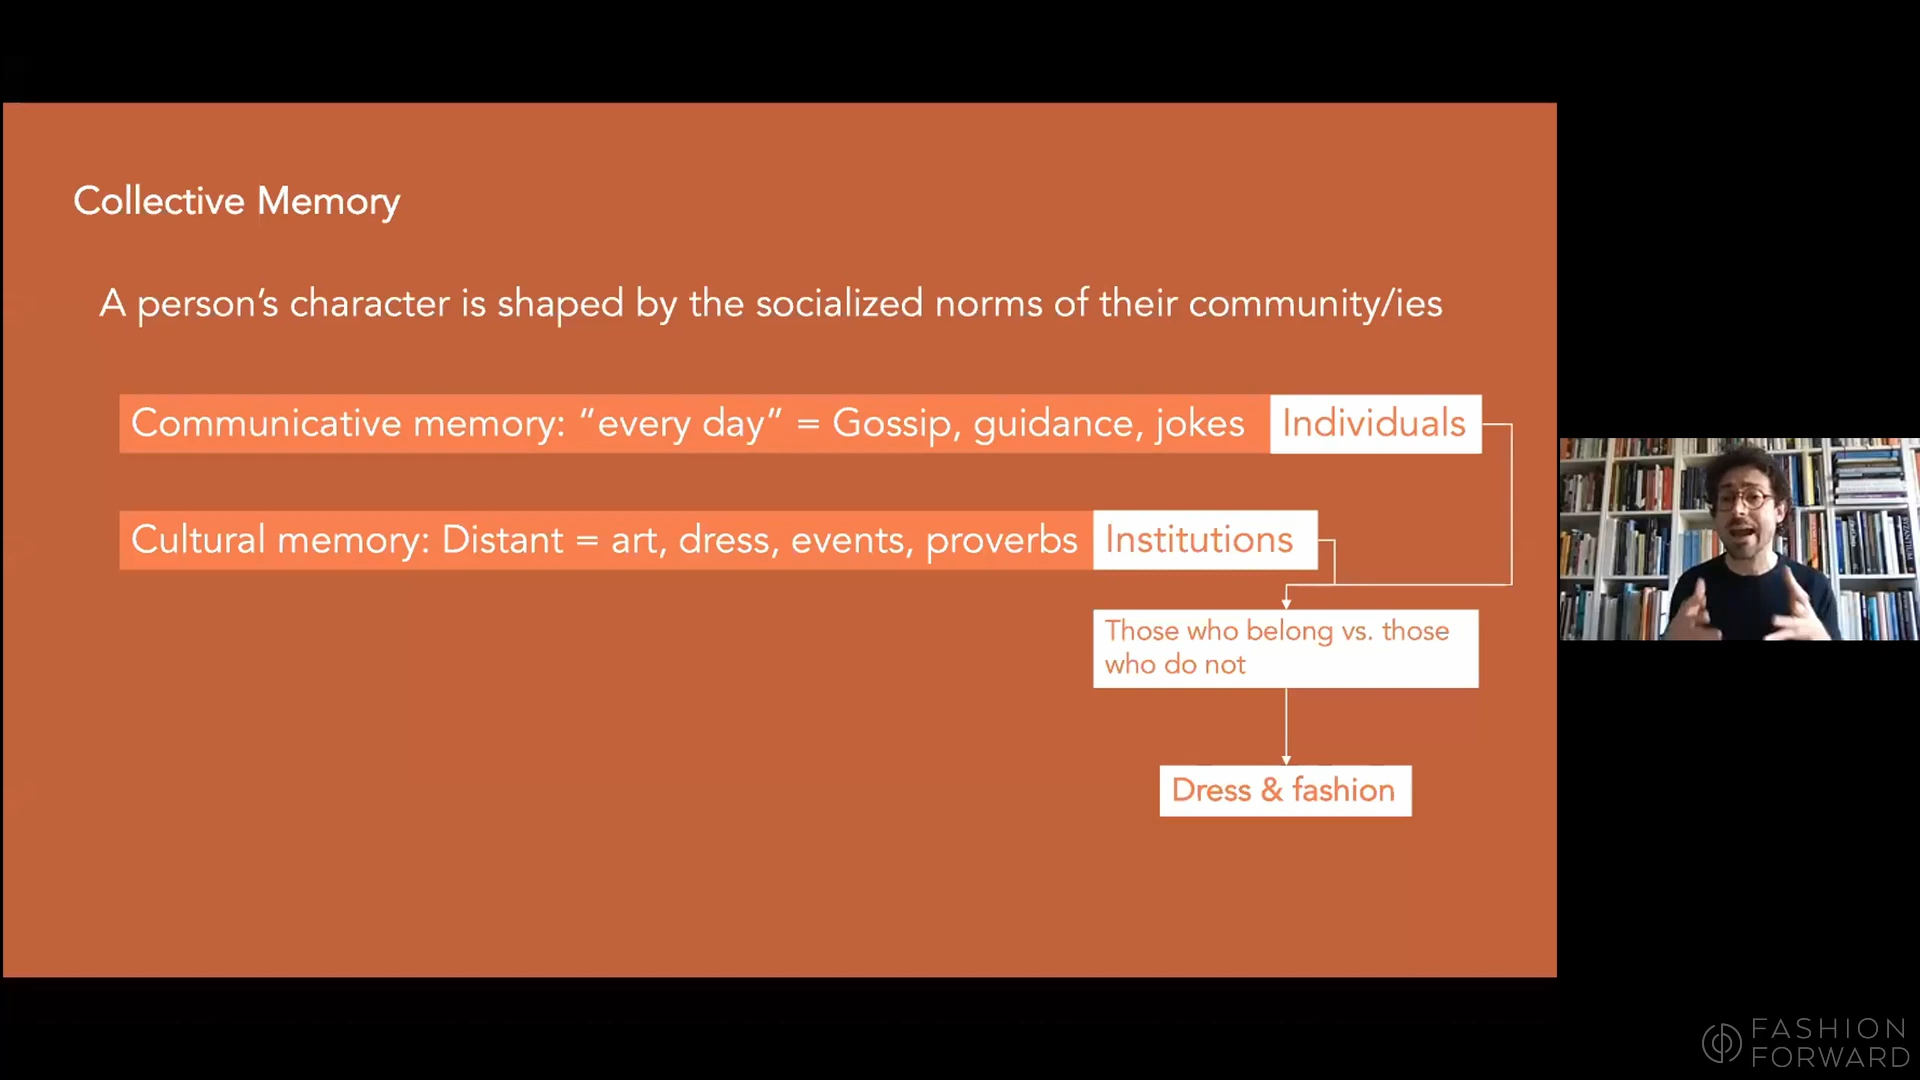 Collective Memory
A person’s character is shaped by the socialized norms of their community/ies
Communicative memory: “every day” = Gossip, guidance, jokes Individuals
Cultural memory: Distant = art, dress, events, proverbs Institutions
Those who belong vs. those
who do not
Dress & fashion
BYZANTIUM
FASHION
FORWARD